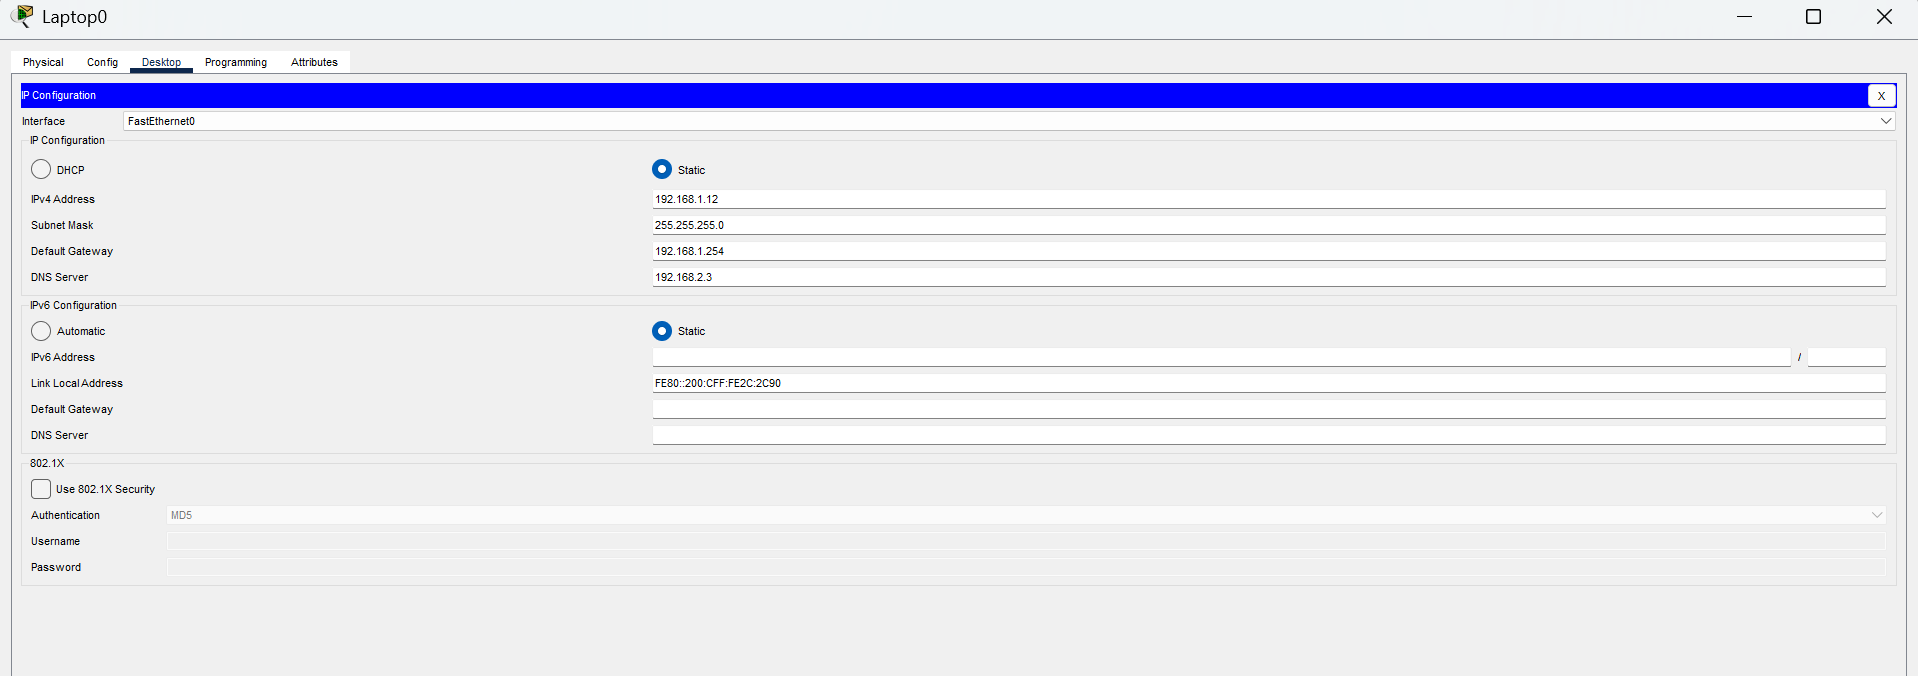 Laptop0
Physical Config Desktop Programming Attributes
IP Configuration X
Interface FastEthernet0
IP Configuration
DHCP Static
IPv4 Address 192.168.1.12
Subnet Mask 255.255.255.0
Default Gateway 192.168.1.254
DNS Server 192.168.2.3
IPv6 Configuration
Automatic Static
IPv6 Address /
Link Local Address FE80::200:CFF:FE2C:2C90
Default Gateway
DNS Server
802.1X
Use 802.1X Security
Authentication MD5
Username
Password